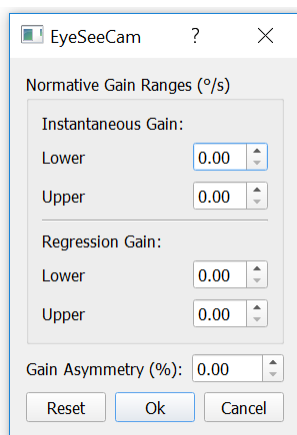 EyeSeeCam ?
Normative Gain Ranges (°/s)
Instantaneous Gain:
Lower 0.00
Upper 0.00
Regression Gain:
Lower 0.00
Upper 0.00
Gain Asymmetry (%): 0.00
Reset Ok Cancel